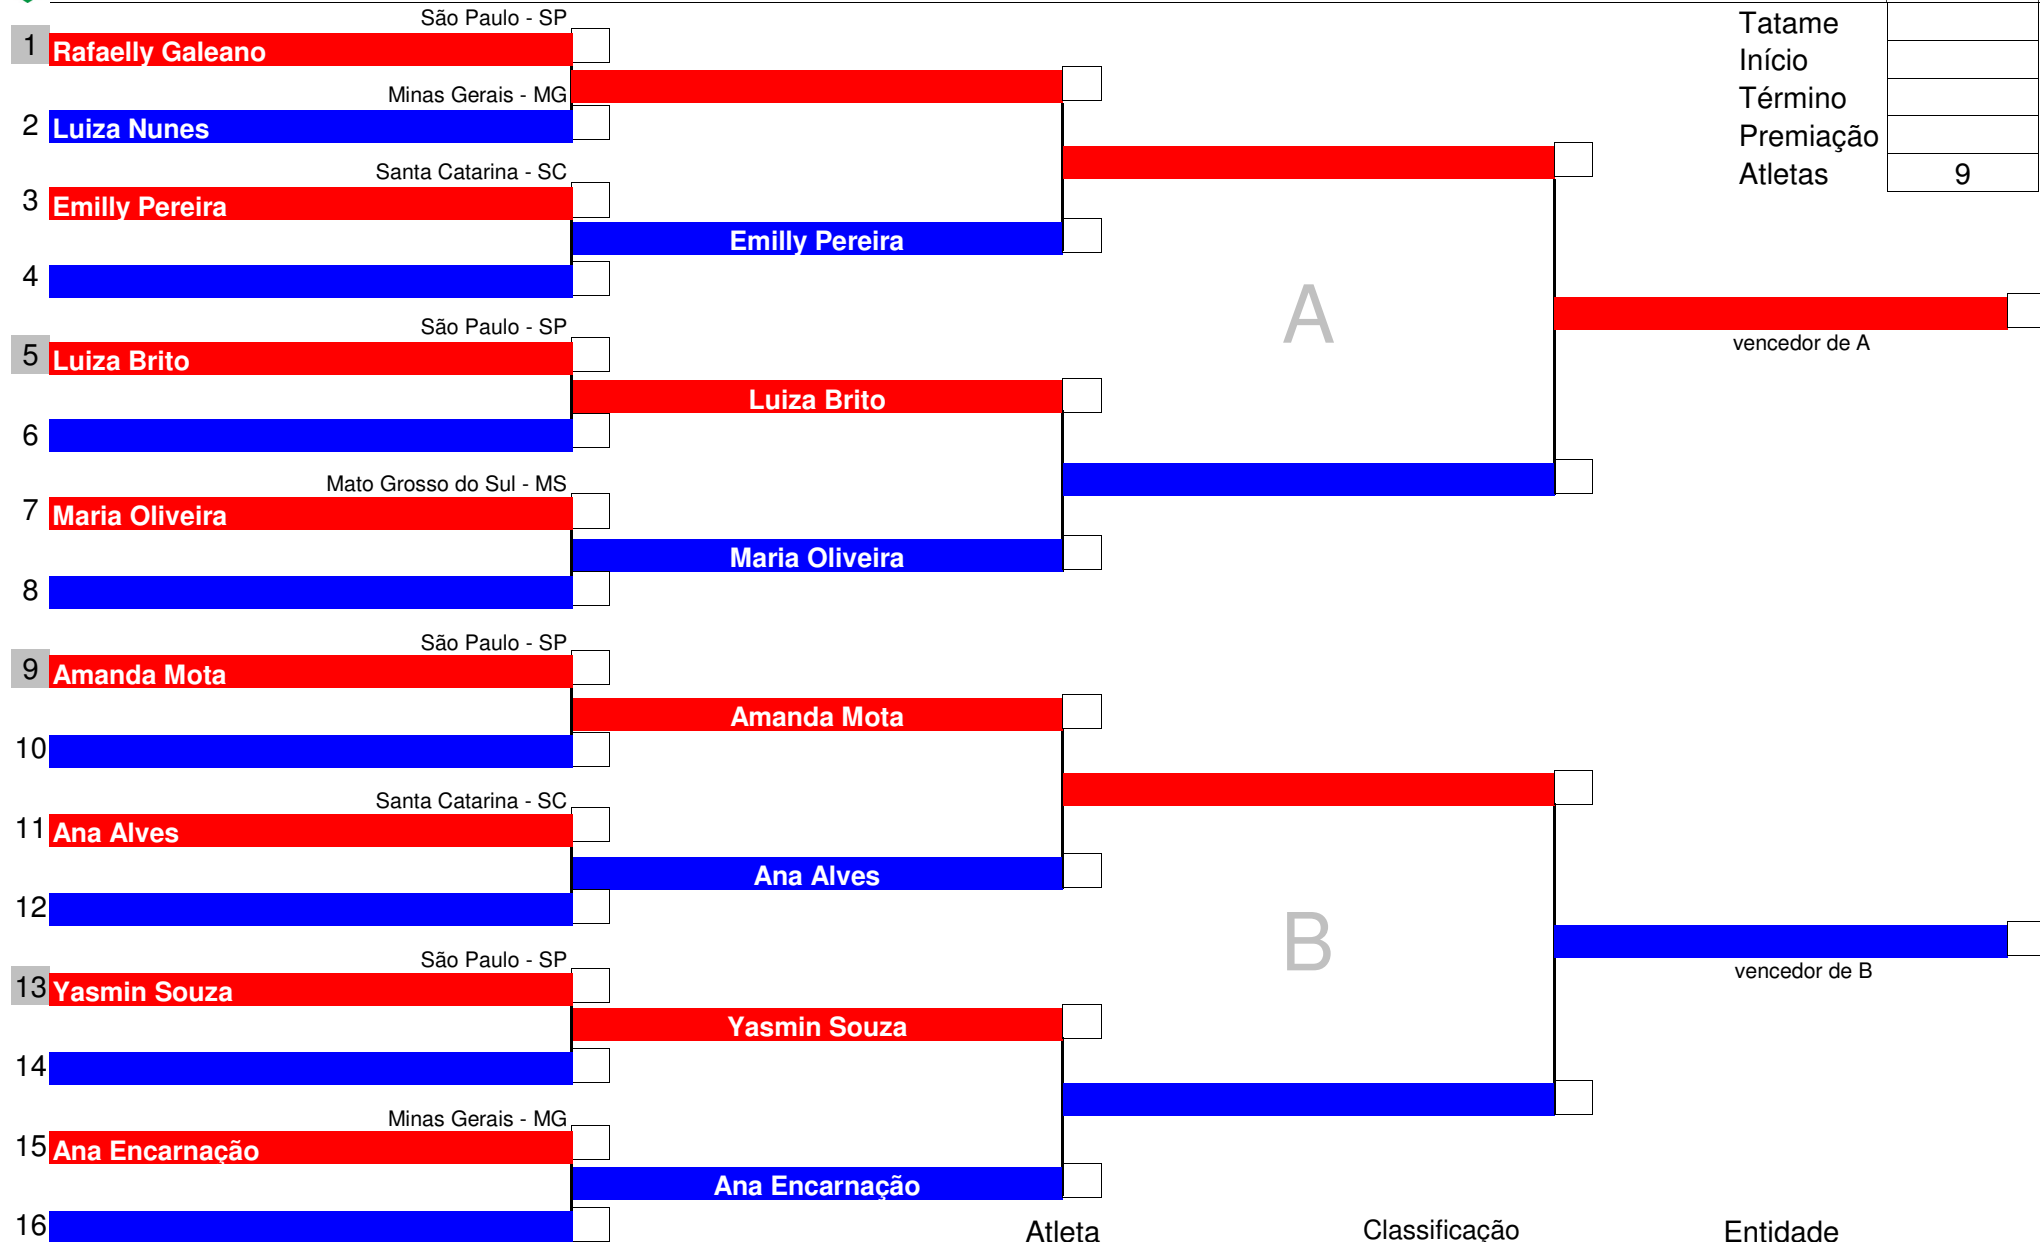 São Paulo - SP
1 Rafaelly Galeano
Minas Gerais - MG
2 Luiza Nunes
Santa Catarina - SC
3 Emilly Pereira
Emilly Pereira
4
São Paulo - SP
5 Luiza Brito
Luiza Brito
6
Mato Grosso do Sul - MS
7 Maria Oliveira
Maria Oliveira
8
São Paulo - SP
9 Amanda Mota
Amanda Mota
10
Santa Catarina - SC
11 Ana Alves
Ana Alves
12
São Paulo - SP
13 Yasmin Souza
Yasmin Souza
14
Minas Gerais - MG
15 Ana Encarnação
Ana Encarnação
16
A
vencedor de A
B
vencedor de B
Tatame
Início
Término
Premiação
Atletas 9
Atleta Classificação Entidade